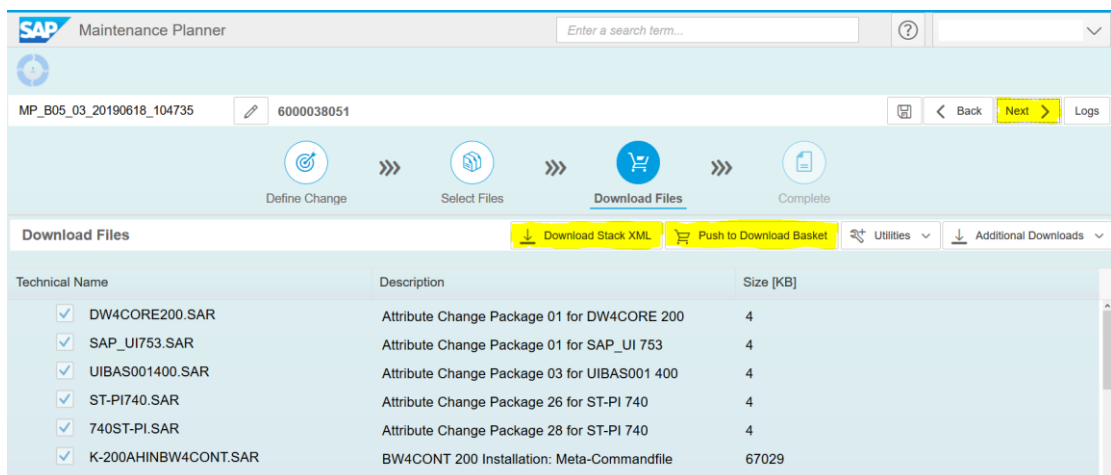 SAP Maintenance Planner Enter a search term... ?
MP_B05_03_20190618_104735 6000038051 Back Next Logs
Define Change Select Files Download Files Complete
Download Files Download Stack XML Push to Download Basket Utilities Additional Downloads
Technical Name Description Size [KB]
DW4CORE200.SAR Attribute Change Package 01 for DW4CORE 200 4
SAP_UI753.SAR Attribute Change Package 01 for SAP_UI 753 4
UIBAS001400.SAR Attribute Change Package 03 for UIBAS001 400 4
ST-PI740.SAR Attribute Change Package 26 for ST-PI 740 4
740ST-PI.SAR Attribute Change Package 28 for ST-PI 740 4
K-200AHINBW4CONT.SAR BW4CONT 200 Installation: Meta-Commandfile 67029